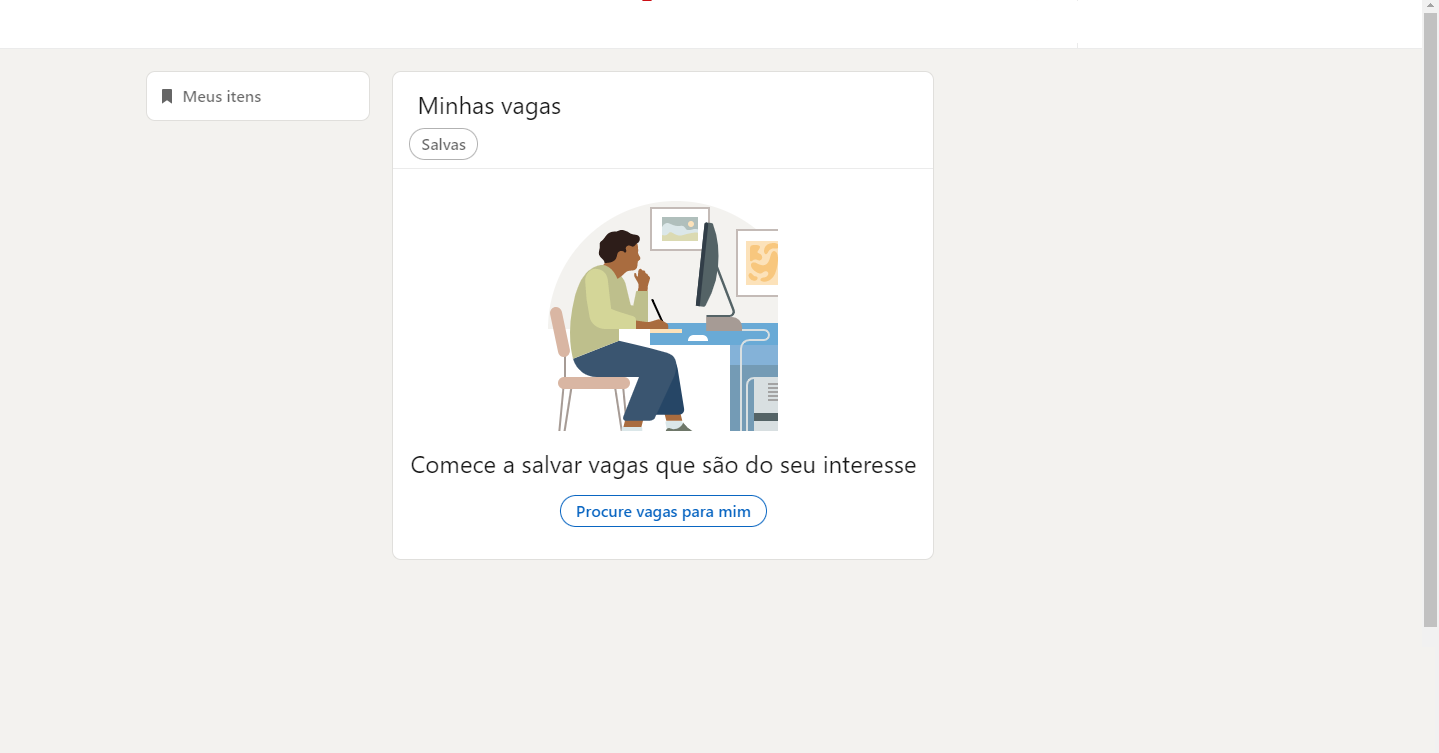 Meus itens
Minhas vagas
Salvas
Comece a salvar vagas que são do seu interesse
Procure vagas para mim